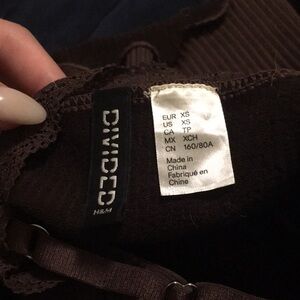 DIVIDED
H&M
EUR XS
US XS
CA TP
MX XCH
CN 160/80A
Made in
China
Fabriqué en
Chine